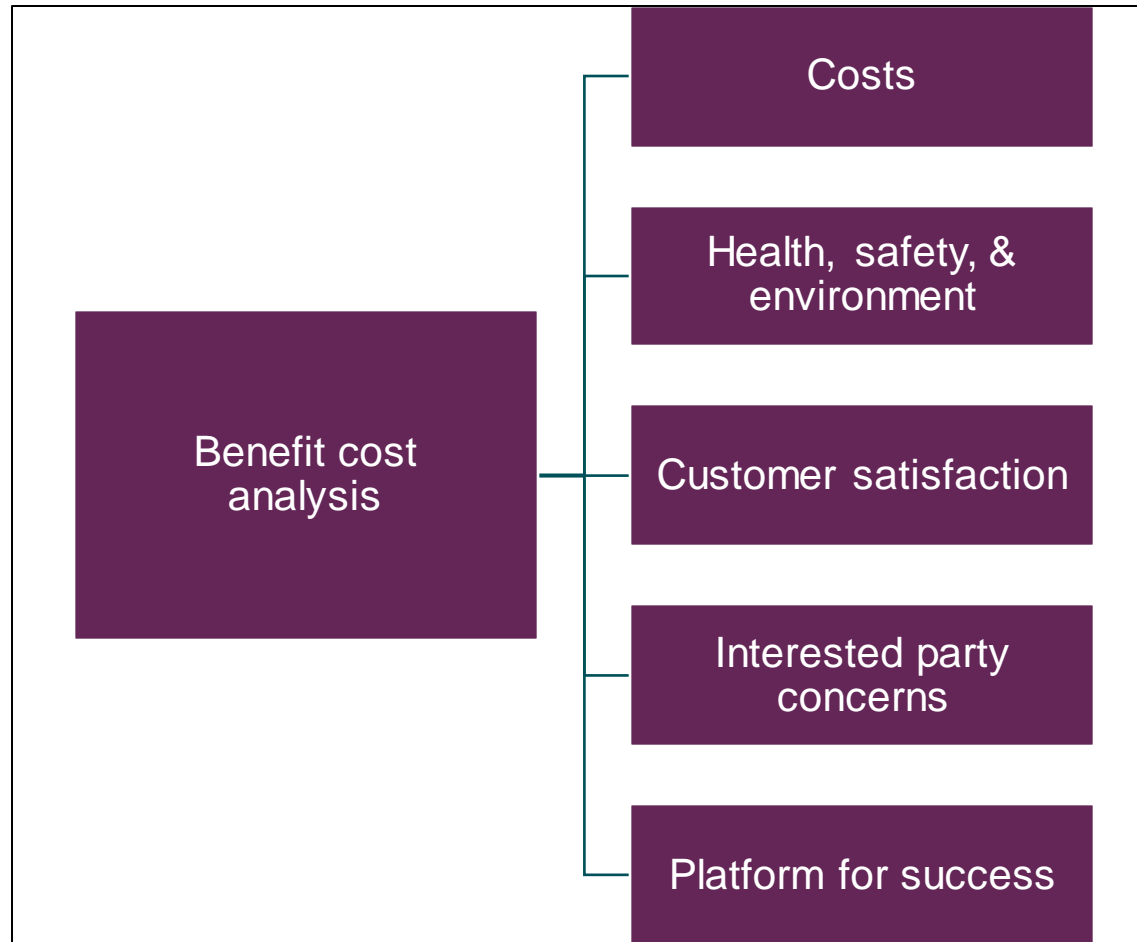 Costs
Health, safety, &
environment
Benefit cost
analysis
Customer satisfaction
Interested party
concerns
Platform for success